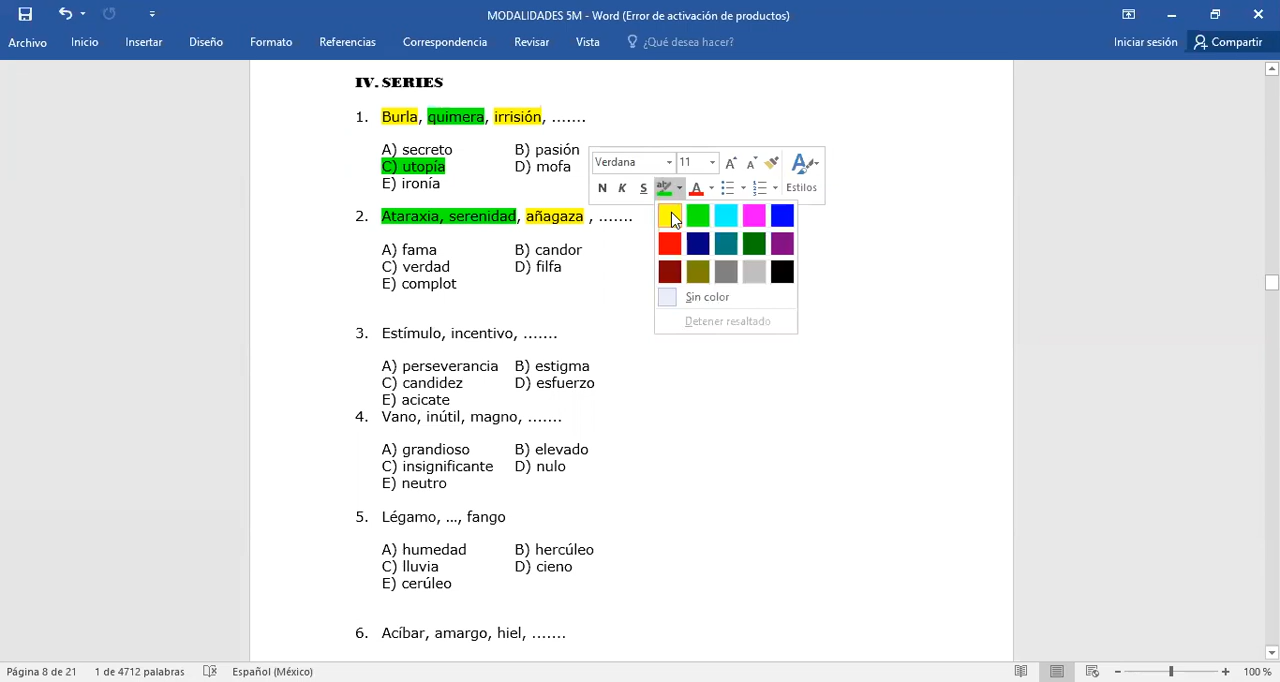 MODALIDADES 5M - Word (Error de activación de productos)
Archivo Inicio Insertar Diseño Formato Referencias Correspondencia Revisar Vista ¿Qué desea hacer? Iniciar sesión Compartir
IV. SERIES
1. Burla, quimera, irrisión, .......
A) secreto B) pasión
C) utopía D) mofa
E) ironía
Verdana 11
N K S Estilos
2. Ataraxia, serenidad, añagaza , .......
A) fama B) candor
C) verdad D) filfa
E) complot
Sin color
Detener resaltado
3. Estímulo, incentivo, .......
A) perseverancia B) estigma
C) candidez D) esfuerzo
E) acicate
4. Vano, inútil, magno, .......
A) grandioso B) elevado
C) insignificante D) nulo
E) neutro
5. Légamo, ..., fango
A) humedad B) hercúleo
C) lluvia D) cieno
E) cerúleo
6. Acíbar, amargo, hiel, .......
Página 8 de 21 1 de 4712 palabras Español (México) 100 %